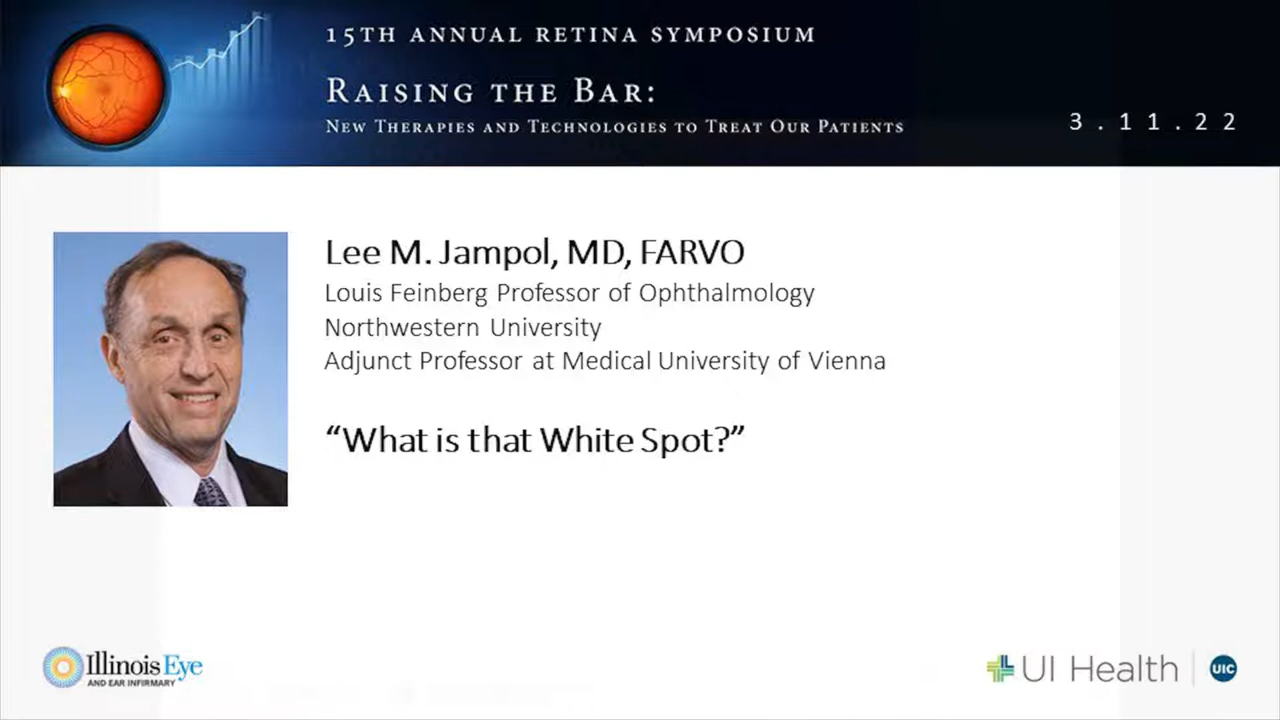 15TH ANNUAL RETINA SYMPOSIUM
RAISING THE BAR:
NEW THERAPIES AND TECHNOLOGIES TO TREAT OUR PATIENTS
3.11.22
Lee M. Jampol, MD, FARVO
Louis Feinberg Professor of Ophthalmology
Northwestern University
Adjunct Professor at Medical University of Vienna
“What is that White Spot?”
Illinois Eye
AND EAR INFIRMARY
UI Health
UIC